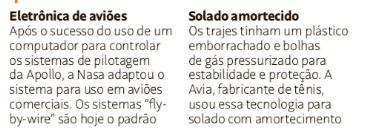 Eletrônica de aviões
Após o sucesso do uso de um
computador para controlar
os sistemas de pilotagem
da Apollo, a Nasa adaptou o
sistema para uso em aviões
comerciais. Os sistemas “fly-
by-wire” são hoje o padrão
Solado amortecido
Os trajes tinham um plástico
emborrachado e bolhas
de gás pressurizado para
estabilidade e proteção. A
Avia, fabricante de tênis,
usou essa tecnologia para
solado com amortecimento